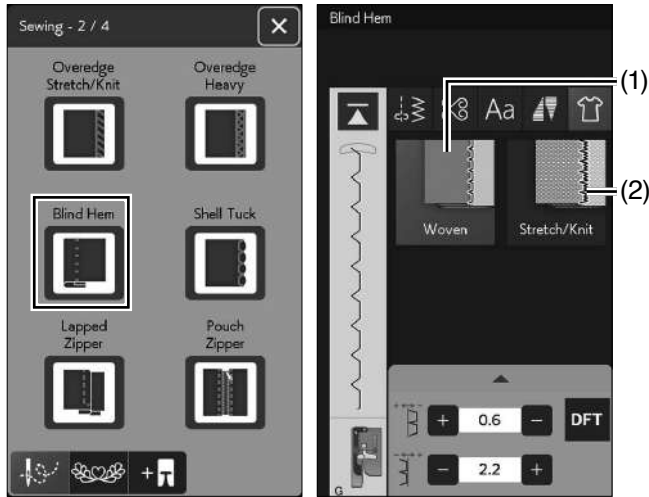 Sewing - 2 / 4
Overedge
Stretch/Knit
Overedge
Heavy
Blind Hem
Shell Tuck
Lapped
Zipper
Pouch
Zipper
Blind Hem
(1)
Aa
(2)
Woven
Stretch/Knit
+ 0.6 −
DFT
− 2.2 +
G